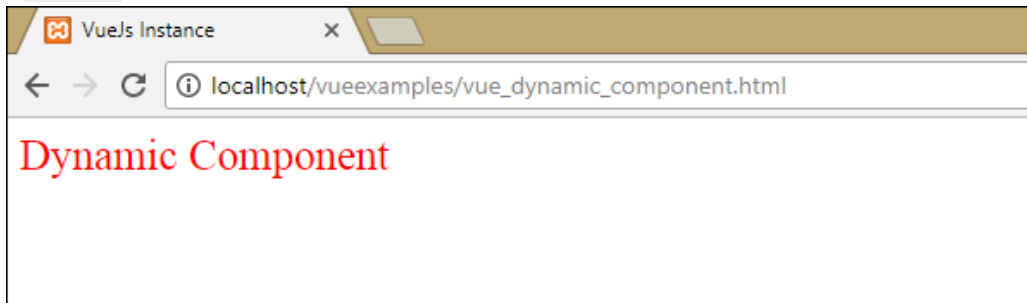 VueJs Instance
localhost/vueexamples/vue_dynamic_component.html
Dynamic Component